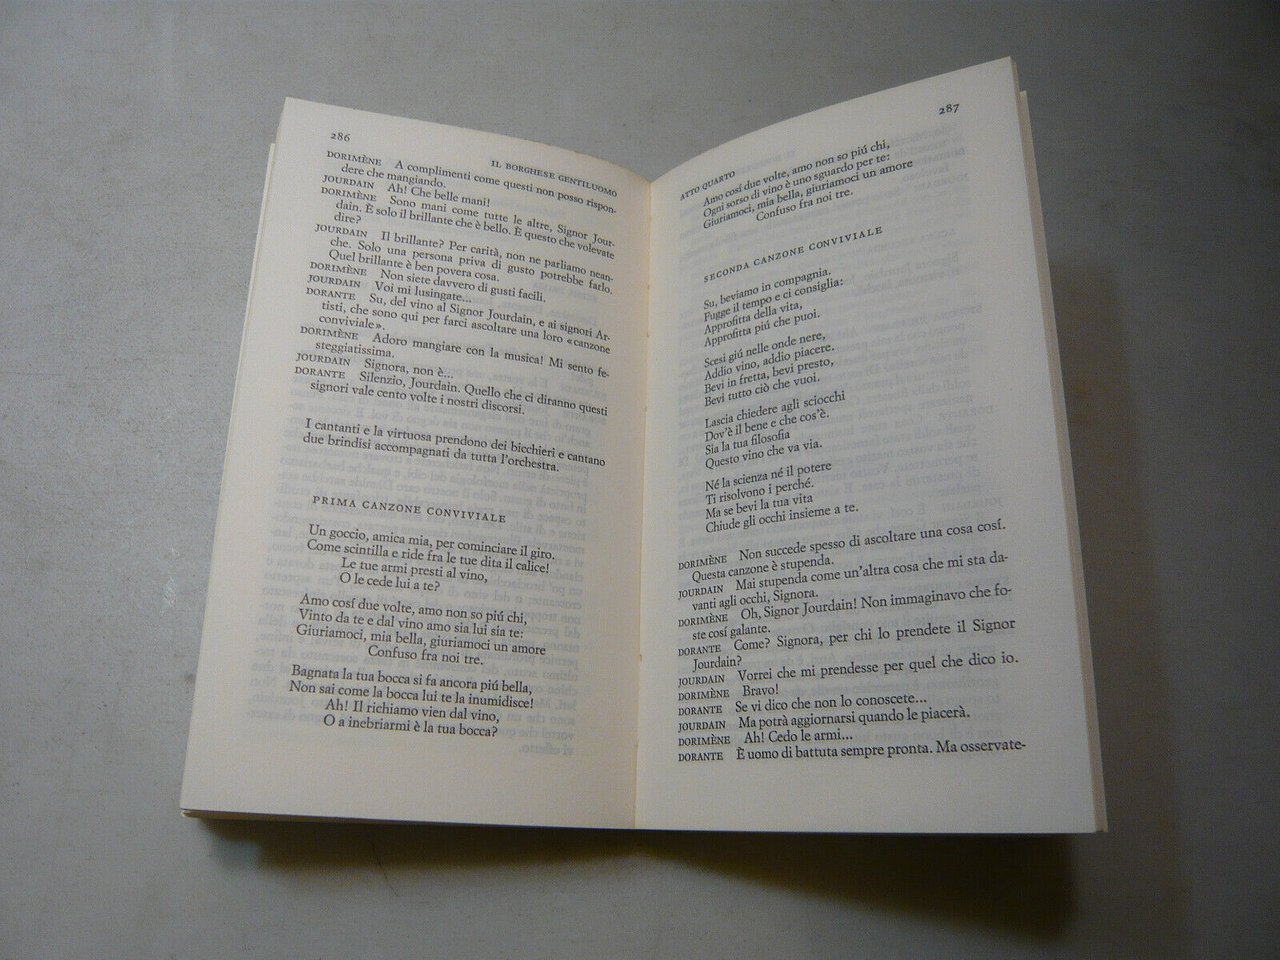 286
IL BORGHESE GENTILUOMO
DORIMÈNE A complimenti come questi non posso rispon-
dere che mangiando.
JOURDAIN Ah! Che belle mani!
DORIMÈNE Sono mani come tutte le altre, Signor Jour-
dain. È solo il brillante che è bello. È questo che volevate
dire?
JOURDAIN Il brillante? Per carità, non ne parliamo nean-
che. Solo una persona priva di gusto potrebbe farlo.
Quel brillante è ben povera cosa.
DORIMÈNE Non siete davvero di gusti facili.
JOURDAIN Voi mi lusingate...
DORANTE Su, del vino al Signor Jourdain, e ai signori Ar-
tisti, che sono qui per farci ascoltare una loro «canzone
conviviale».
DORIMÈNE Adoro mangiare con la musica! Mi sento fe-
steggiatissima.
JOURDAIN Signora, non è...
DORANTE Silenzio, Jourdain. Quello che ci diranno questi
signori vale cento volte i nostri discorsi.
I cantanti e la virtuosa prendono dei bicchieri e cantano
due brindisi accompagnati da tutta l'orchestra.
PRIMA CANZONE CONVIVIALE
Un goccio, amica mia, per cominciare il giro.
Come scintilla e ride fra le tue dita il calice!
Le tue armi presti al vino,
O le cede lui a te?
Amo cosí due volte, amo non so piú chi,
Vinto da te e dal vino amo sia lui sia te:
Giuriamoci, mia bella, giuriamoci un amore
Confuso fra noi tre.
Bagnata la tua bocca si fa ancora piú bella,
Non sai come la bocca lui te la inumidisce!
Ah! Il richiamo vien dal vino,
O a inebriarmi è la tua bocca?
287
ATTO QUARTO
Amo cosí due volte, amo non so piú chi,
Ogni sorso di vino è uno sguardo per te:
Giuriamoci, mia bella, giuriamoci un amore
Confuso fra noi tre.
SECONDA CANZONE CONVIVIALE
Su, beviamo in compagnia.
Fugge il tempo e ci consiglia:
Approfitta della vita,
Approfitta piú che puoi.
Scesi giú nelle onde nere,
Addio vino, addio piacere.
Bevi in fretta, bevi presto,
Bevi tutto ciò che vuoi.
Lascia chiedere agli sciocchi
Dov'è il bene e che cos'è.
Sia la tua filosofia
Questo vino che va via.
Né la scienza né il potere
Ti risolvono i perché.
Ma se bevi la tua vita
Chiude gli occhi insieme a te.
DORIMÈNE Non succede spesso di ascoltare una cosa cosí.
Questa canzone è stupenda.
JOURDAIN Mai stupenda come un'altra cosa che mi sta da-
vanti agli occhi, Signora.
DORIMÈNE Oh, Signor Jourdain! Non immaginavo che fo-
ste cosí galante.
DORANTE Come? Signora, per chi lo prendete il Signor
Jourdain?
JOURDAIN Vorrei che mi prendesse per quel che dico io.
DORIMÈNE Bravo!
DORANTE Se vi dico che non lo conoscete...
JOURDAIN Ma potrà aggiornarsi quando le piacerà.
DORIMÈNE Ah! Cedo le armi...
DORANTE È uomo di battuta sempre pronta. Ma osservate-